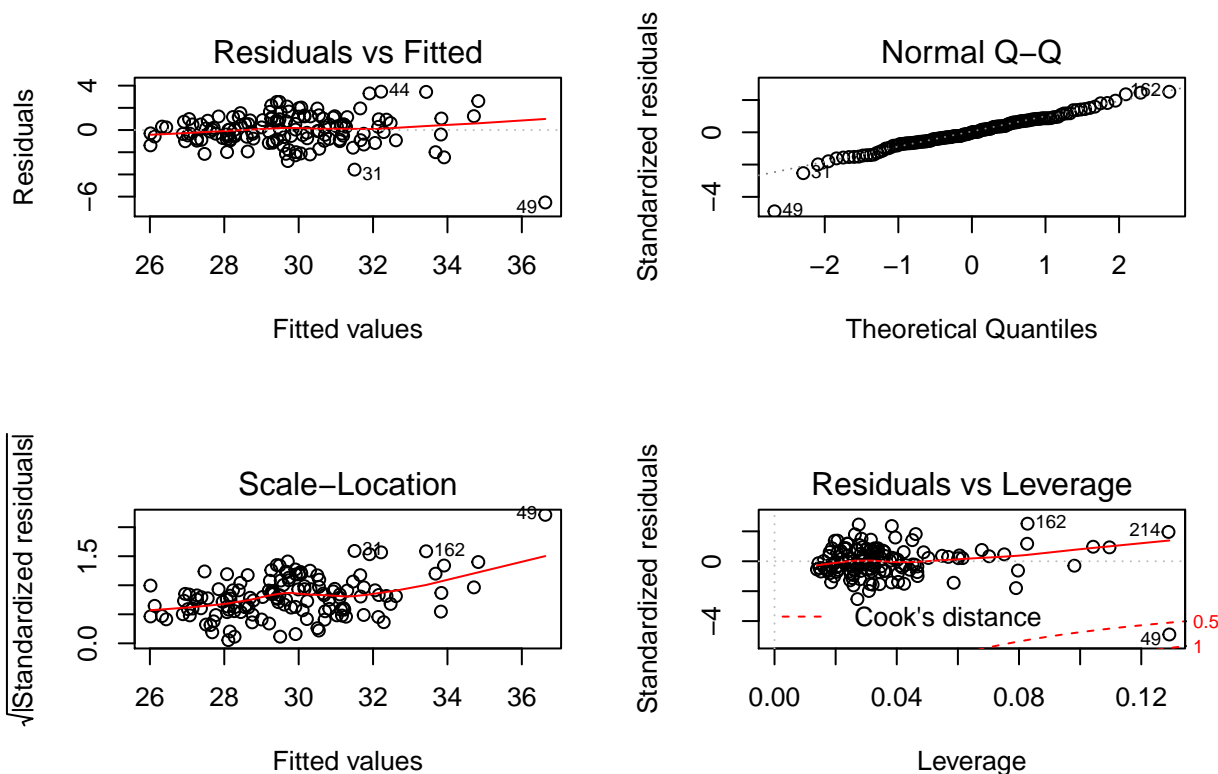 Residuals vs Fitted
Residuals
4
0
−6
44
31
49
26 28 30 32 34 36
Fitted values
Normal Q−Q
Standardized residuals
0
−4
162
31
49
−2 −1 0 1 2
Theoretical Quantiles
Scale−Location
√|Standardized residuals|
1.5
0.0
49
31
162
26 28 30 32 34 36
Fitted values
Residuals vs Leverage
Standardized residuals
0
−4
162
214
Cook's distance
49
0.5
1
0.00 0.04 0.08 0.12
Leverage